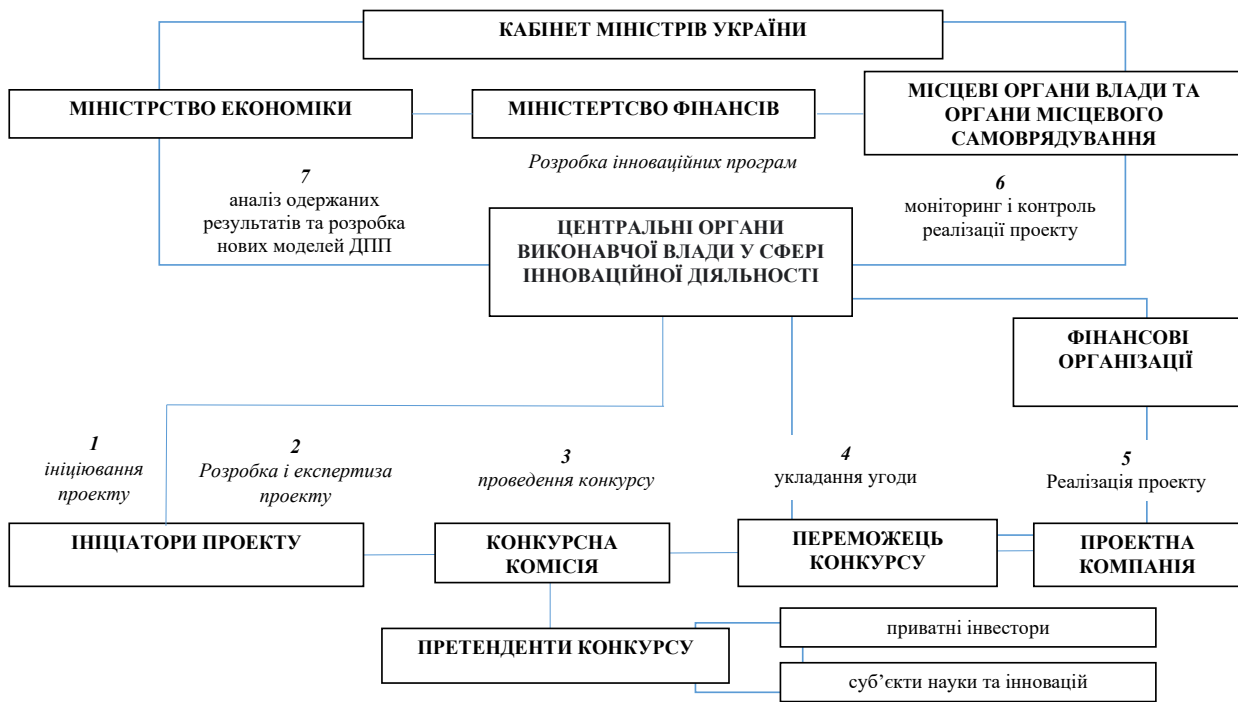 КАБІНЕТ МІНІСТРІВ УКРАЇНИ
МІНІСТРСТВО ЕКОНОМІКИ
МІНІСТЕРТСВО ФІНАНСІВ
МІСЦЕВІ ОРГАНИ ВЛАДИ ТА
ОРГАНИ МІСЦЕВОГО
САМОВРЯДУВАННЯ
Розробка інноваційних програм
7
аналіз одержаних
результатів та розробка
нових моделей ДПП
6
моніторинг і контроль
реалізації проекту
ЦЕНТРАЛЬНІ ОРГАНИ
ВИКОНАВЧОЇ ВЛАДИ У СФЕРІ
ІННОВАЦІЙНОЇ ДІЯЛЬНОСТІ
ФІНАНСОВІ
ОРГАНІЗАЦІЇ
1
ініціювання
проекту
2
Розробка і експертиза
проекту
3
проведення конкурсу
4
укладання угоди
5
Реалізація проекту
ІНІЦІАТОРИ ПРОЕКТУ
КОНКУРСНА
КОМІСІЯ
ПЕРЕМОЖЕЦЬ
КОНКУРСУ
ПРОЕКТНА
КОМПАНІЯ
ПРЕТЕНДЕНТИ КОНКУРСУ
приватні інвестори
суб’єкти науки та інновацій